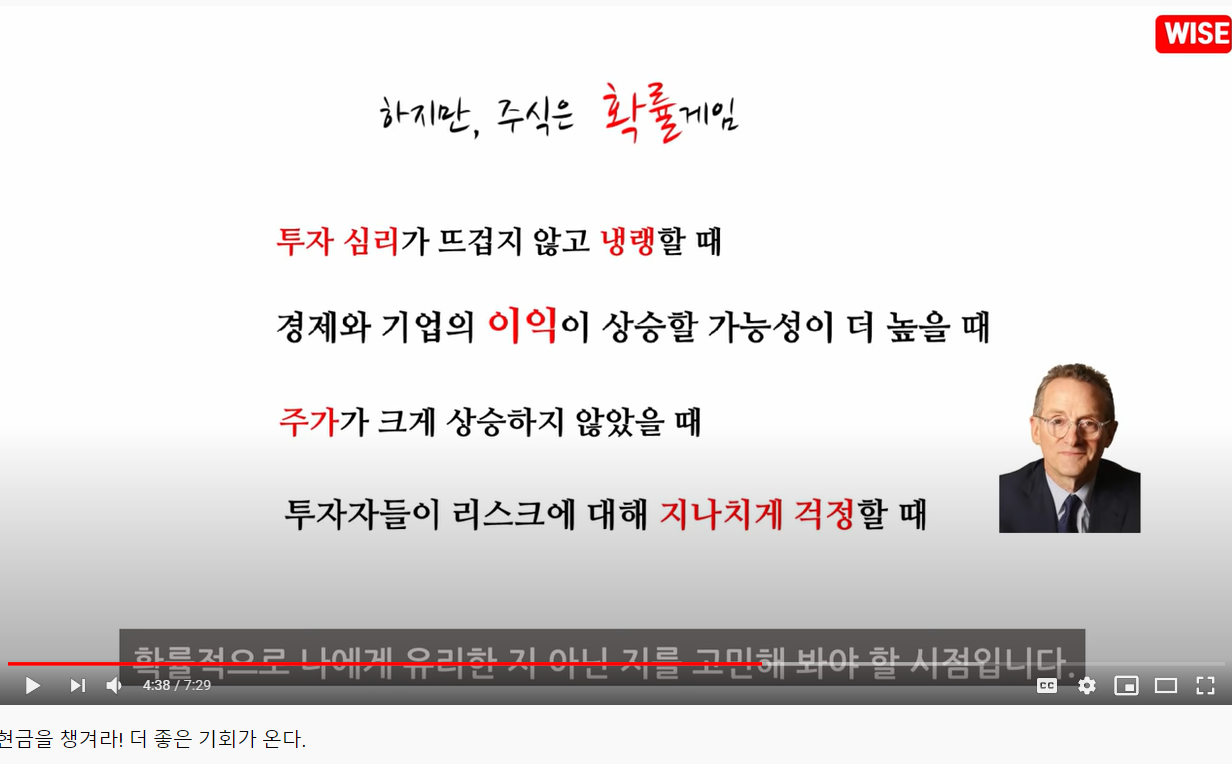 WISE
하지만, 주식은 확률게임
투자 심리가 뜨겁지 않고 냉랭할 때
경제와 기업의 이익이 상승할 가능성이 더 높을 때
주가가 크게 상승하지 않았을 때
투자자들이 리스크에 대해 지나치게 걱정할 때
확률적으로 나에게 유리한 지 아닌 지를 고민해 봐야 할 시점입니다.
4:38 / 7:29
CC
현금을 챙겨라! 더 좋은 기회가 온다.